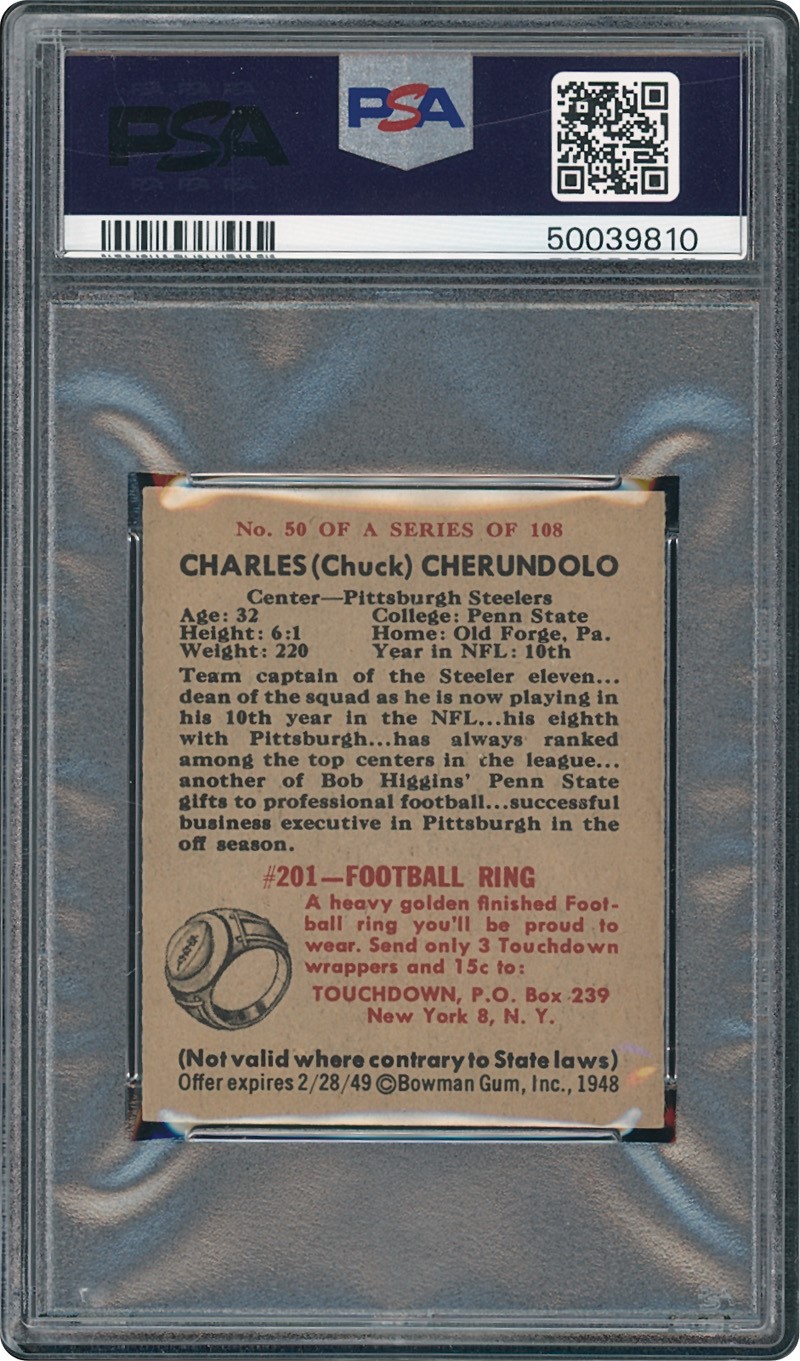 PSA
PSA
50039810
No. 50 OF A SERIES OF 108
CHARLES (Chuck) CHERUNDOLO
Center—Pittsburgh Steelers
Age: 32 College: Penn State
Height: 6:1 Home: Old Forge, Pa.
Weight: 220 Year in NFL: 10th
Team captain of the Steeler eleven...
dean of the squad as he is now playing in
his 10th year in the NFL...his eighth
with Pittsburgh...has always ranked
among the top centers in the league...
another of Bob Higgins' Penn State
gifts to professional football...successful
business executive in Pittsburgh in the
off season.
#201—FOOTBALL RING
A heavy golden finished Foot-
ball ring you'll be proud to
wear. Send only 3 Touchdown
wrappers and 15c to:
TOUCHDOWN, P.O. Box 239
New York 8, N. Y.
(Not valid where contrary to State laws)
Offer expires 2/28/49 ©Bowman Gum, Inc., 1948